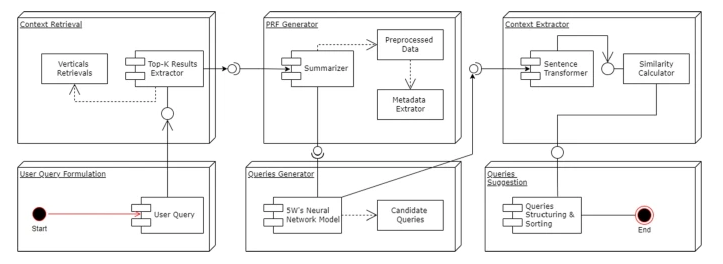 Context Retrieval
Verticals
Retrievals
Top-K Results
Extractor
PRF Generator
Summarizer
Preprocessed
Data
Metadata
Extrator
Context Extractor
Sentence
Transformer
Similarity
Calculator
User Query Formulation
Start
User Query
Queries Generator
5W's Neural
Network Model
Candidate
Queries
Queries
Suggestion
Queries
Structuring &
Sorting
End